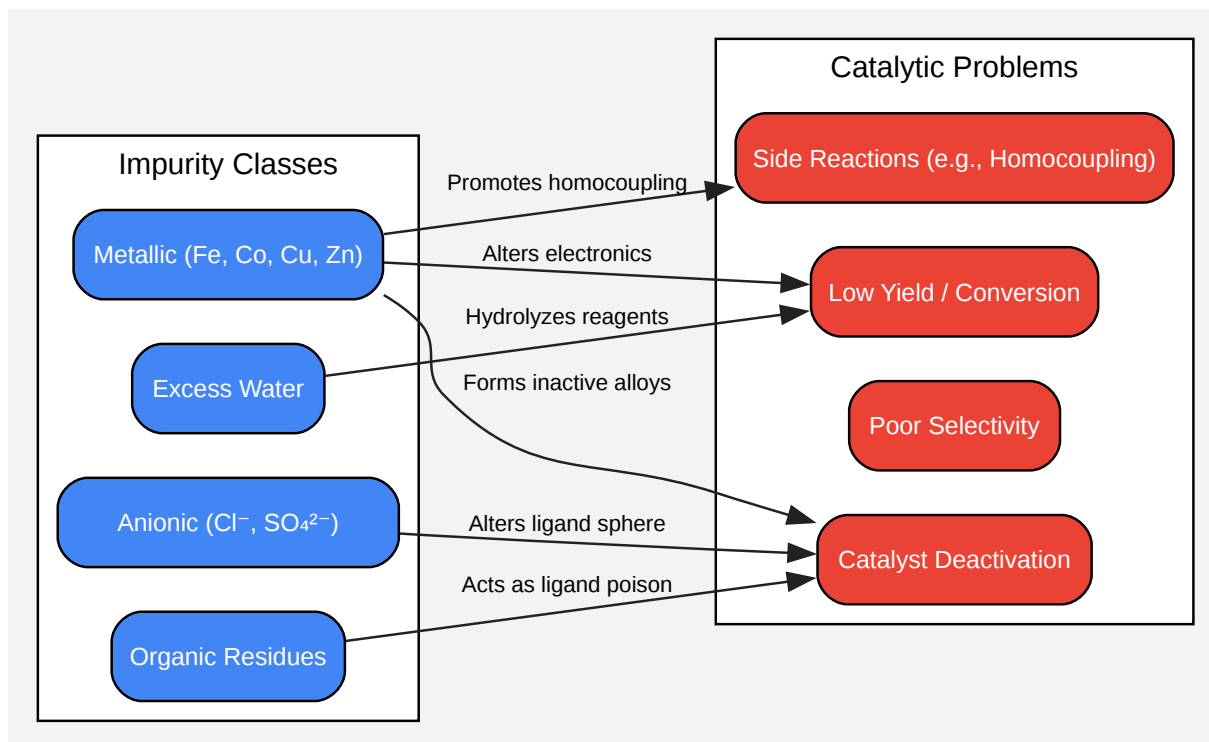 Impurity Classes
Metallic (Fe, Co, Cu, Zn)
Excess Water
Anionic (Cl⁻, SO₄²⁻)
Organic Residues
Promotes homocoupling
Alters electronics
Hydrolyzes reagents
Forms inactive alloys
Alters ligand sphere
Acts as ligand poison
Catalytic Problems
Side Reactions (e.g., Homocoupling)
Low Yield / Conversion
Poor Selectivity
Catalyst Deactivation